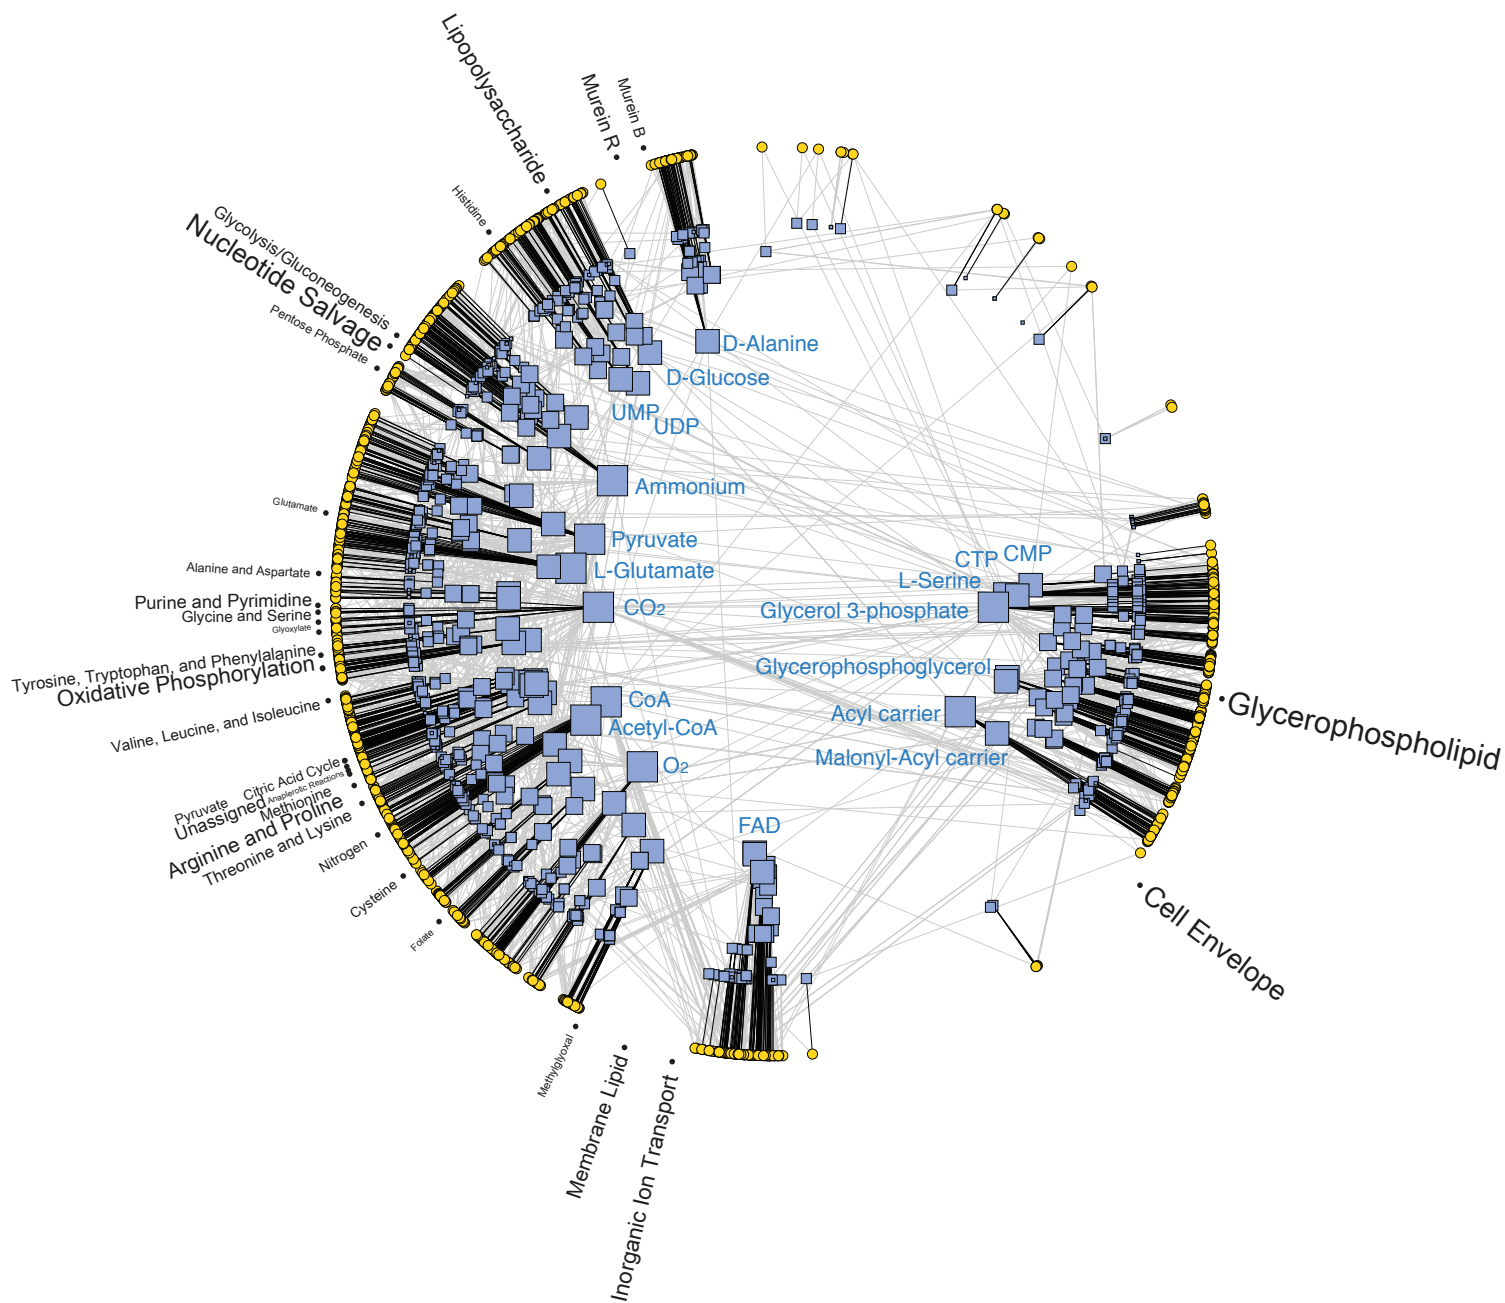 Lipopolysaccharide
Murein R
Murein B
Histidine
Glycolysis/Gluconeogenesis
Nucleotide Salvage
Pentose Phosphate
D-Alanine
D-Glucose
UMP
UDP
Ammonium
Glutamate
Pyruvate
L-Glutamate
CTP
CMP
L-Serine
Alanine and Aspartate
Purine and Pyrimidine
Glycine and Serine
Glyoxylate
CO2
Glycerol 3-phosphate
Tyrosine, Tryptophan, and Phenylalanine
Oxidative Phosphorylation
Glycerophosphoglycerol
Valine, Leucine, and Isoleucine
CoA
Acetyl-CoA
Acyl carrier
Glycerophospholipid
Malonyl-Acyl carrier
O2
Citric Acid Cycle
Pyruvate
Anaplerotic Reactions
Unassigned
Methionine
Arginine and Proline
Threonine and Lysine
FAD
Nitrogen
Cysteine
Folate
Cell Envelope
Methylglyoxal
Membrane Lipid
Inorganic Ion Transport